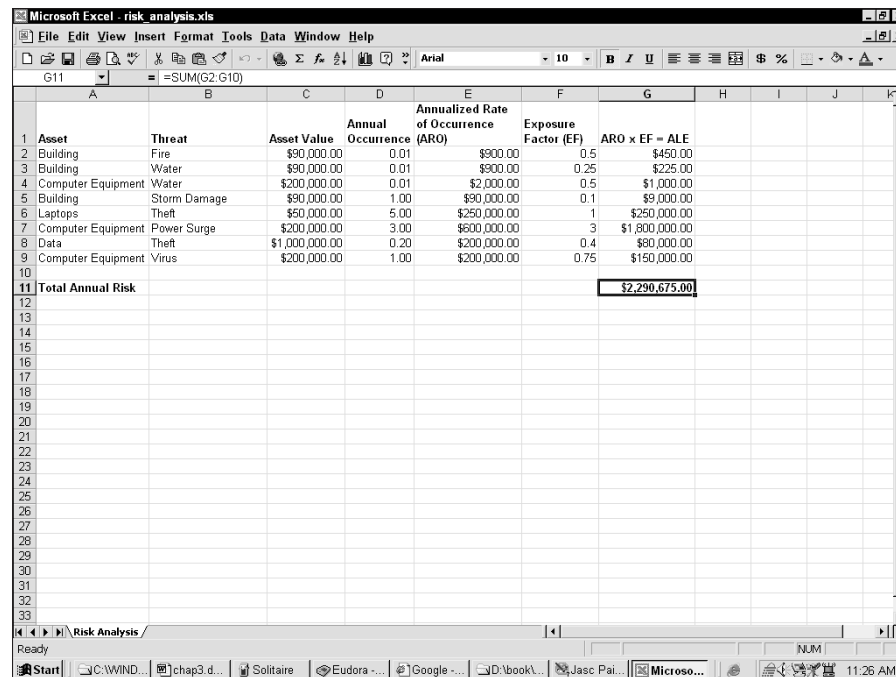 Microsoft Excel - risk_analysis.xls
File Edit View Insert Format Tools Data Window Help
Arial 10 B I U $ %
G11 = =SUM(G2:G10)
A B C D E F G H I J K
1 Asset Threat Asset Value Annual Occurrence Annualized Rate of Occurrence (ARO) Exposure Factor (EF) ARO x EF = ALE
2 Building Fire $90,000.00 0.01 $900.00 0.5 $450.00
3 Building Water $90,000.00 0.01 $900.00 0.25 $225.00
4 Computer Equipment Water $200,000.00 0.01 $2,000.00 0.5 $1,000.00
5 Building Storm Damage $90,000.00 1.00 $90,000.00 0.1 $9,000.00
6 Laptops Theft $50,000.00 5.00 $250,000.00 1 $250,000.00
7 Computer Equipment Power Surge $200,000.00 3.00 $600,000.00 3 $1,800,000.00
8 Data Theft $1,000,000.00 0.20 $200,000.00 0.4 $80,000.00
9 Computer Equipment Virus $200,000.00 1.00 $200,000.00 0.75 $150,000.00
10
11 Total Annual Risk $2,290,675.00
12
13
14
15
16
17
18
19
20
21
22
23
24
25
26
27
28
29
30
31
32
33
Risk Analysis
Ready NUM
Start C:\WIND... chap3.d... Solitaire Eudora -... Google -... D:\book\... Jasc Pai... Microso... 11:26 AM